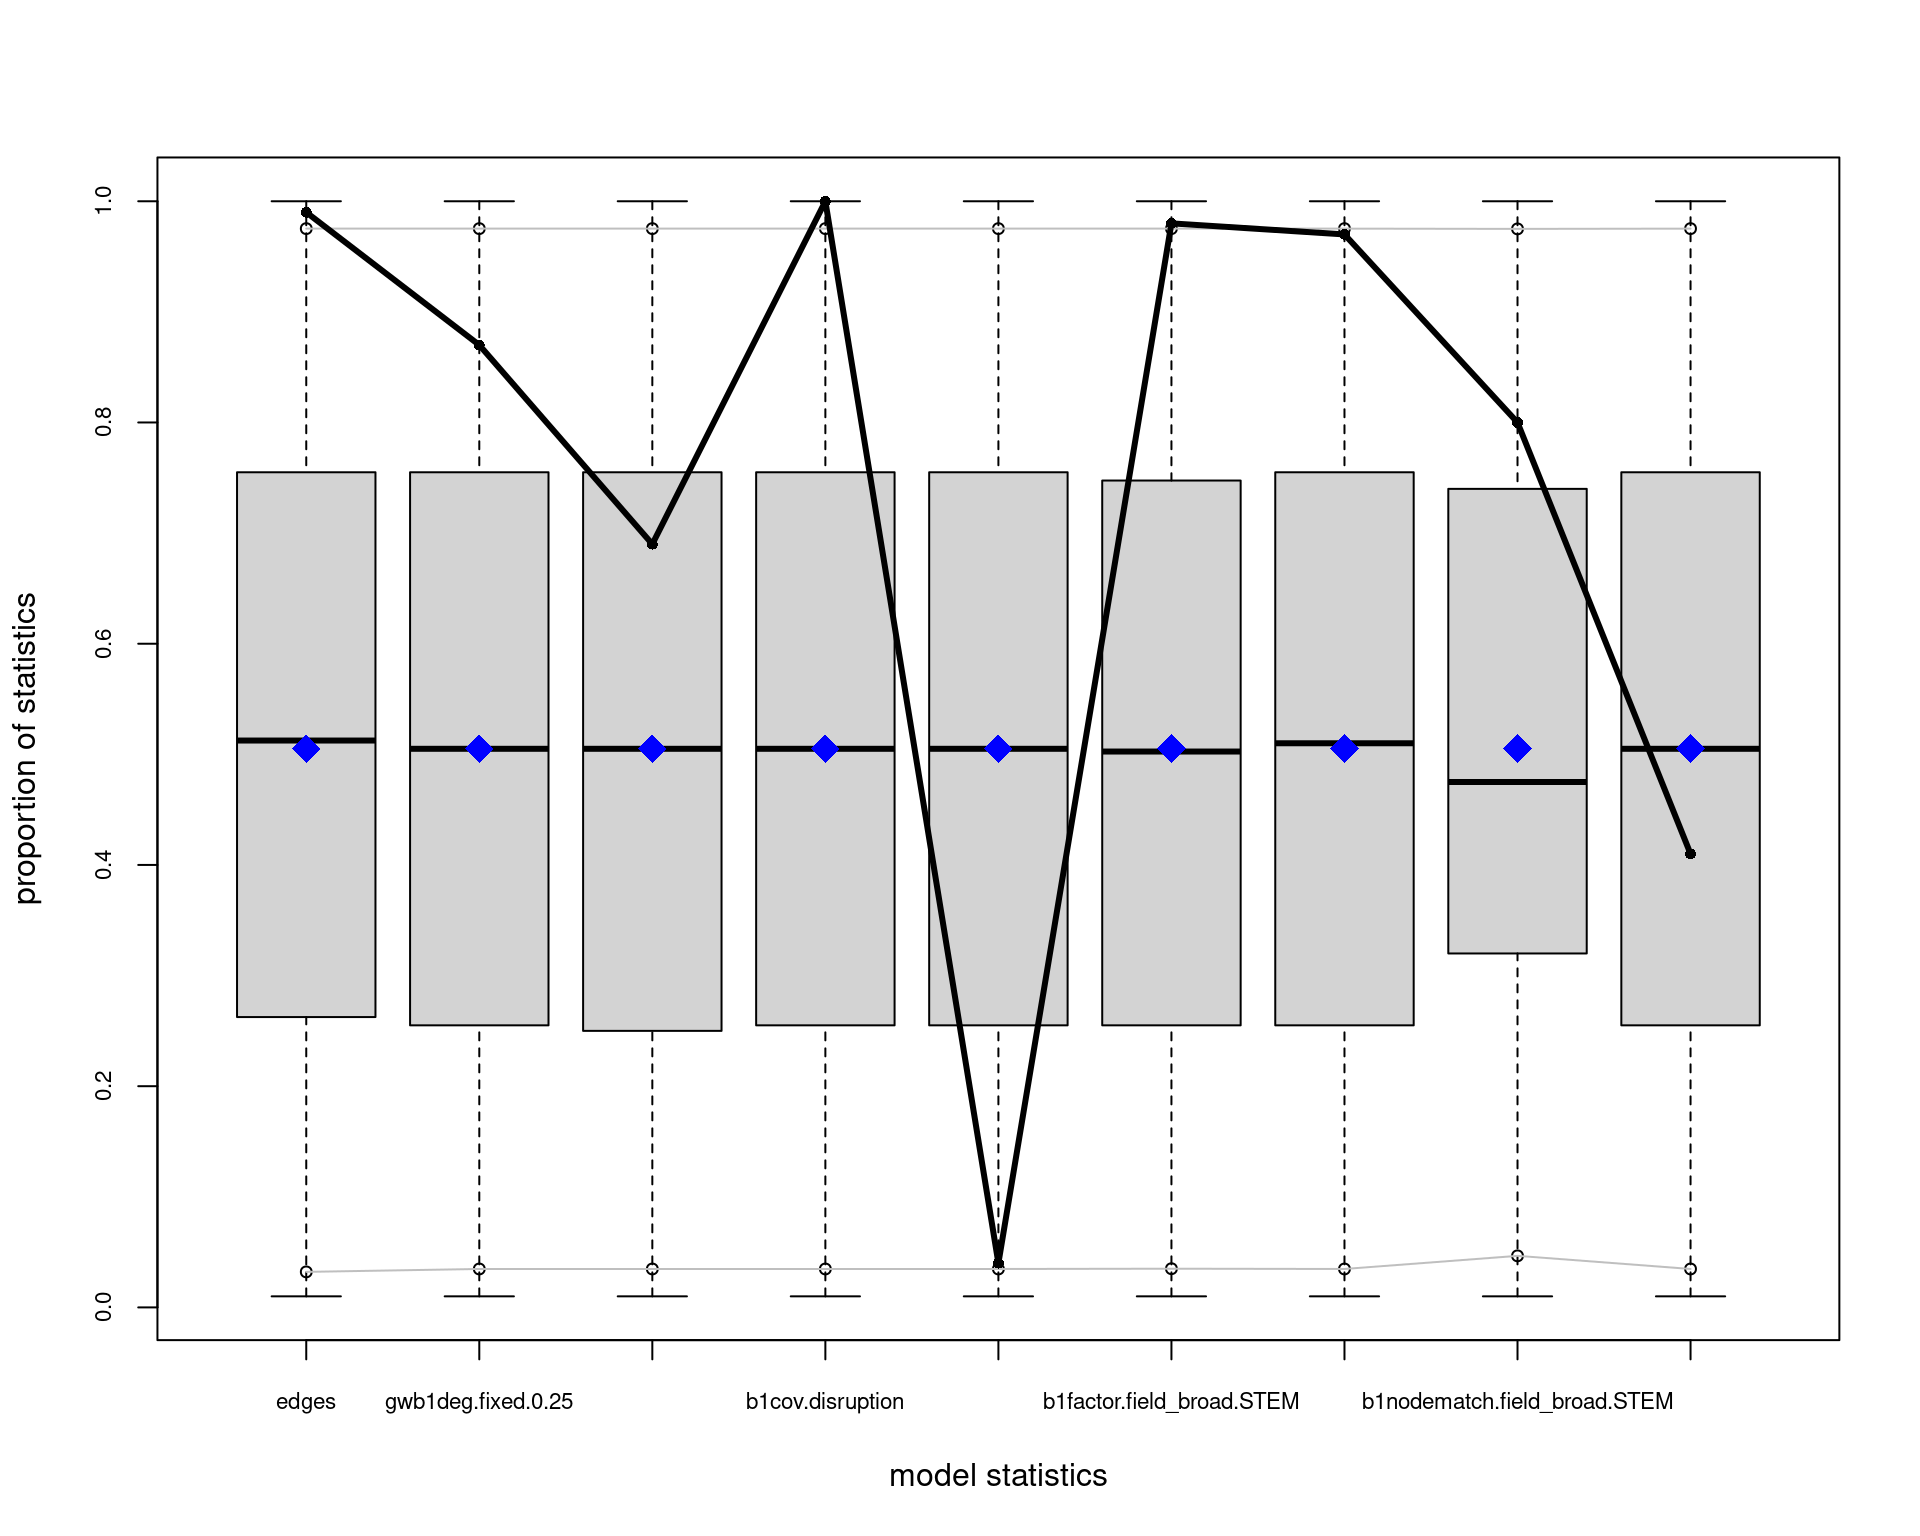 1.0
0.8
0.6
0.4
0.2
0.0
proportion of statistics
edges gwb1deg.fixed.0.25 b1cov.disruption b1factor.field_broad.STEM b1nodematch.field_broad.STEM
model statistics